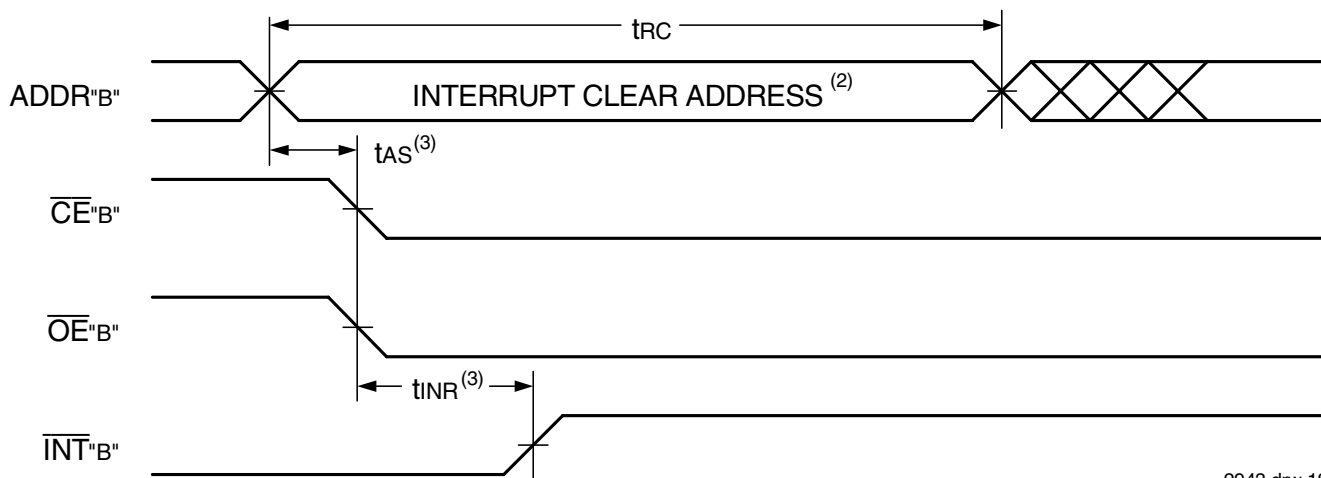 tRC
ADDR"B"
INTERRUPT CLEAR ADDRESS (2)
tAS(3)
CE"B"
OE"B"
tINR(3)
INT"B"